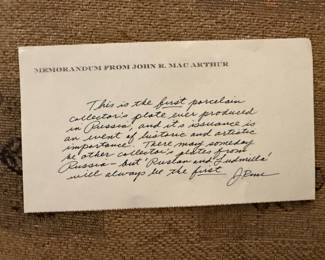 MEMORANDUM FROM JOHN R. MAC ARTHUR
This is the first porcelain
collector's plate ever produced
in Russia, and it's issuance is
an event of historic and artistic
importance. There may someday
be other collector's plates from
Russia - but 'Ruslan and Ludmilla'
will always be the first